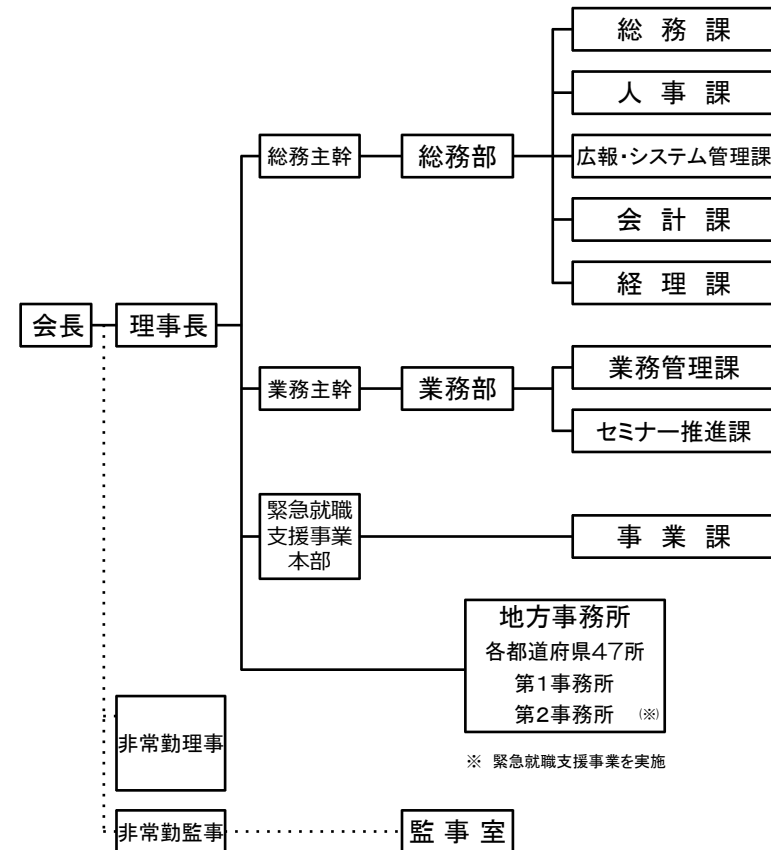 総務課
人事課
総務主幹
総務部
広報・システム管理課
会計課
経理課
会長
理事長
業務管理課
業務主幹
業務部
セミナー推進課
緊急就職
支援事業
本部
事業課
地方事務所
各都道府県47所
第1事務所
第2事務所 (※)
※ 緊急就職支援事業を実施
非常勤理事
非常勤監事
監事室